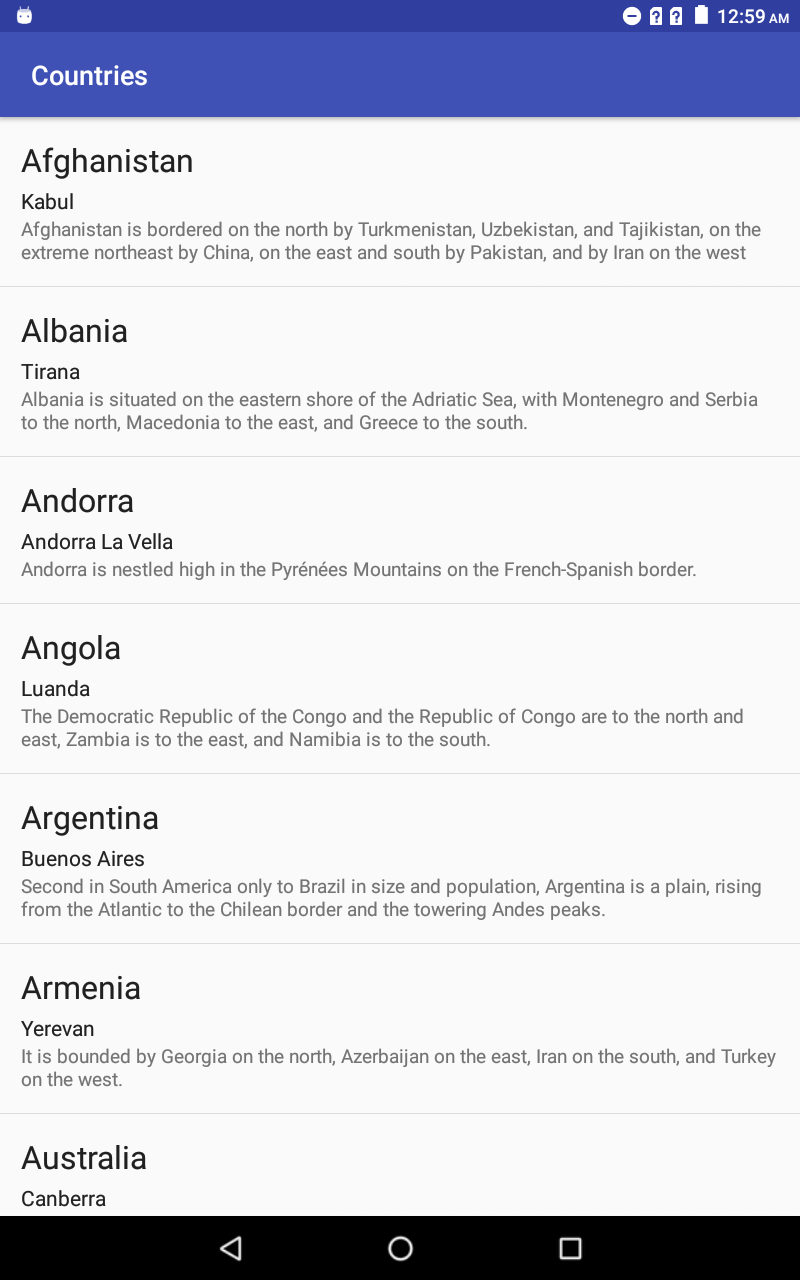 12:59 AM
Countries
Afghanistan
Kabul
Afghanistan is bordered on the north by Turkmenistan, Uzbekistan, and Tajikistan, on the
extreme northeast by China, on the east and south by Pakistan, and by Iran on the west
Albania
Tirana
Albania is situated on the eastern shore of the Adriatic Sea, with Montenegro and Serbia
to the north, Macedonia to the east, and Greece to the south.
Andorra
Andorra La Vella
Andorra is nestled high in the Pyrénées Mountains on the French-Spanish border.
Angola
Luanda
The Democratic Republic of the Congo and the Republic of Congo are to the north and
east, Zambia is to the east, and Namibia is to the south.
Argentina
Buenos Aires
Second in South America only to Brazil in size and population, Argentina is a plain, rising
from the Atlantic to the Chilean border and the towering Andes peaks.
Armenia
Yerevan
It is bounded by Georgia on the north, Azerbaijan on the east, Iran on the south, and Turkey
on the west.
Australia
Canberra